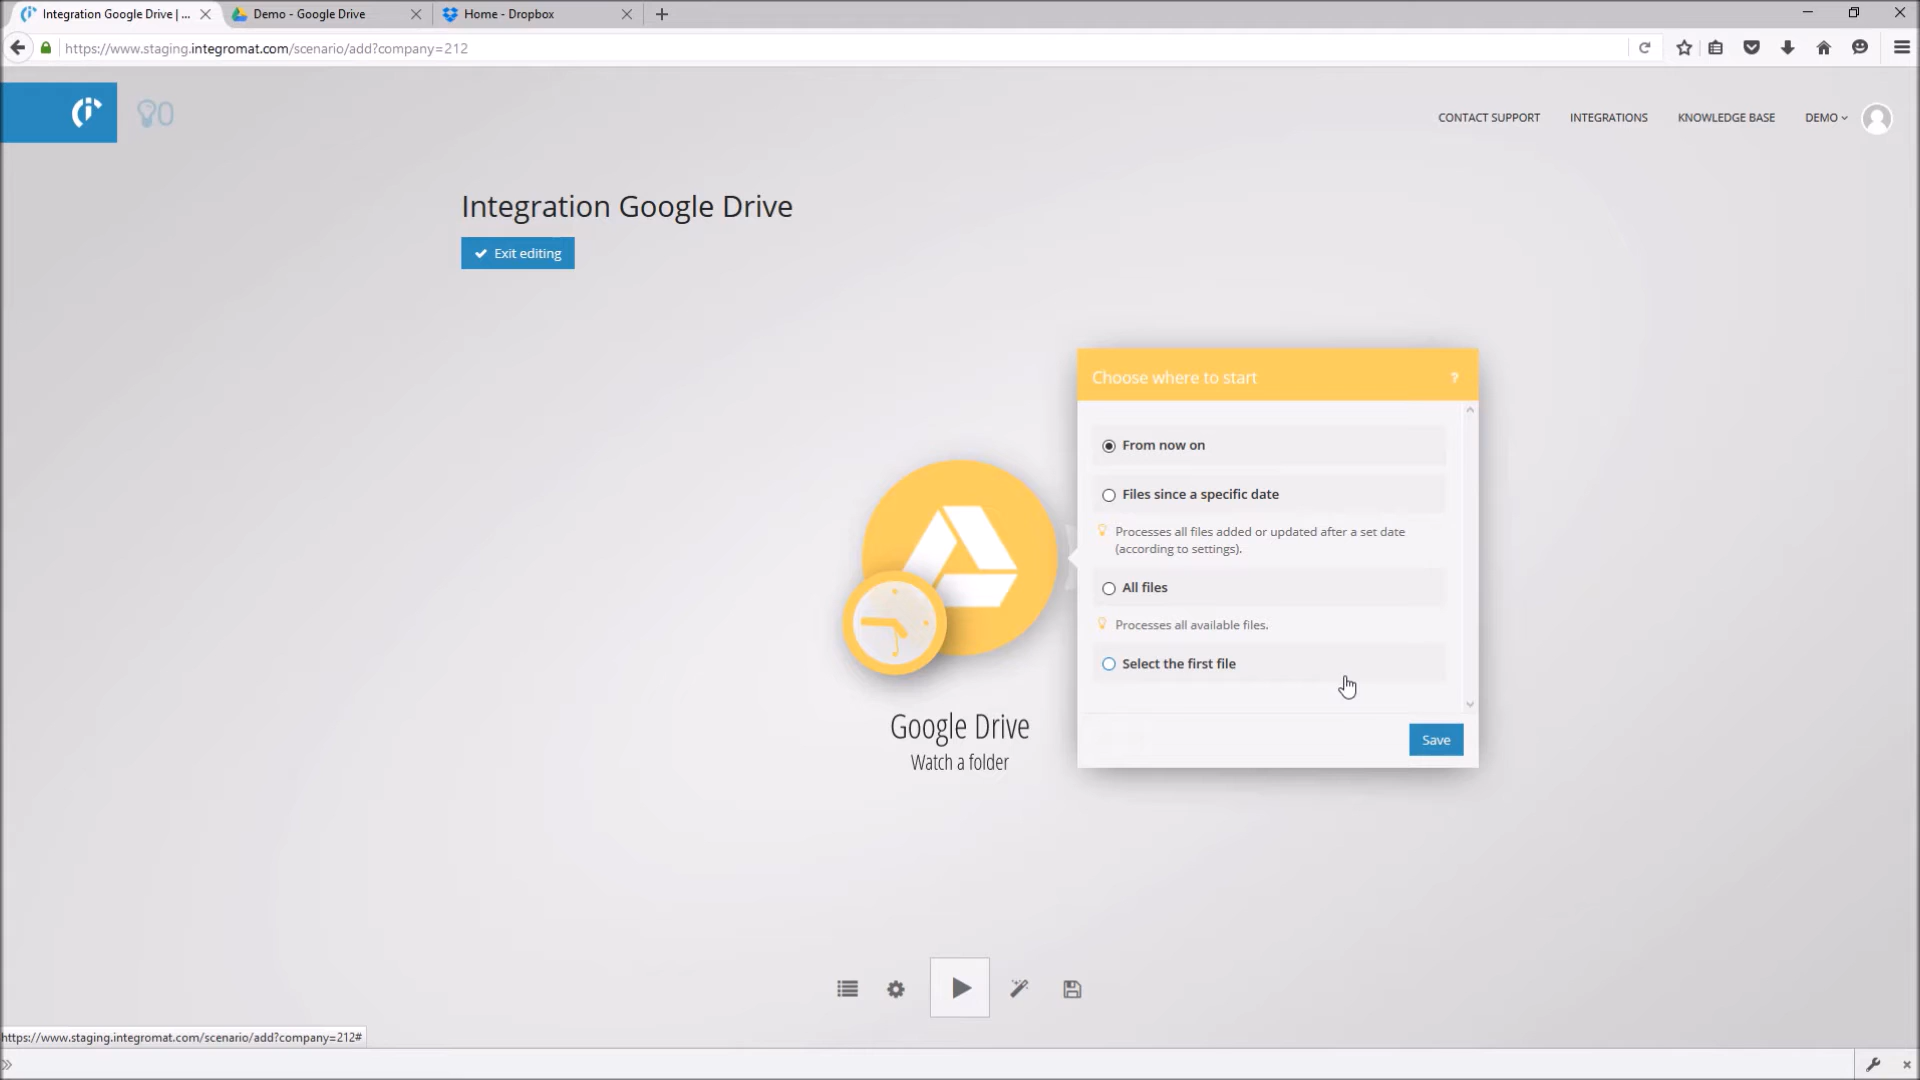 Integration Google Drive | ...
Demo - Google Drive
Home - Dropbox
https://www.staging.integromat.com/scenario/add?company=212
0
CONTACT SUPPORT
INTEGRATIONS
KNOWLEDGE BASE
DEMO
Integration Google Drive
Exit editing
Choose where to start
?
From now on
Files since a specific date
Processes all files added or updated after a set date
(according to settings).
All files
Processes all available files.
Select the first file
Save
Google Drive
Watch a folder
https://www.staging.integromat.com/scenario/add?company=212#